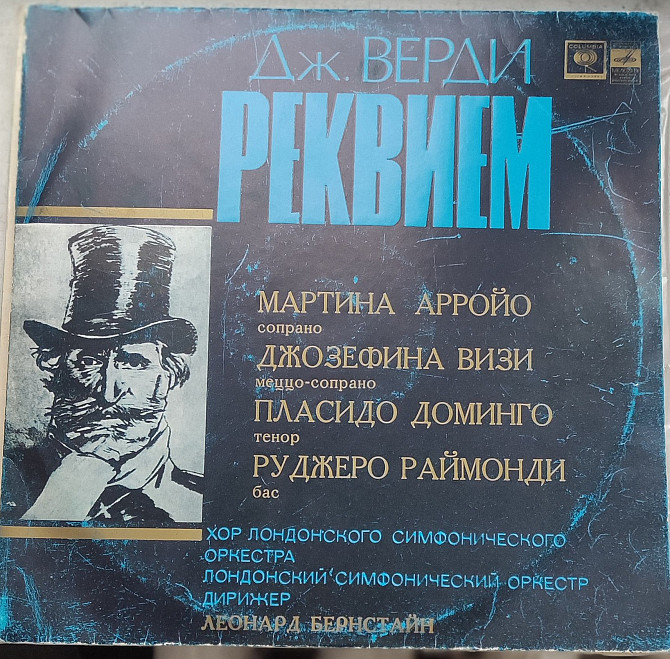 Дж. ВЕРДИ
COLUMBIA
РЕКВИЕМ
МАРТИНА АРРОЙО
сопрано
ДЖОЗЕФИНА ВИЗИ
меццо-сопрано
ПЛАСИДО ДОМИНГО
тенор
РУДЖЕРО РАЙМОНДИ
бас
ХОР ЛОНДОНСКОГО СИМФОНИЧЕСКОГО
ОРКЕСТРА
ЛОНДОНСКИЙ СИМФОНИЧЕСКИЙ ОРКЕСТР
ДИРИЖЕР
ЛЕОНАРД БЕРНСТАЙН